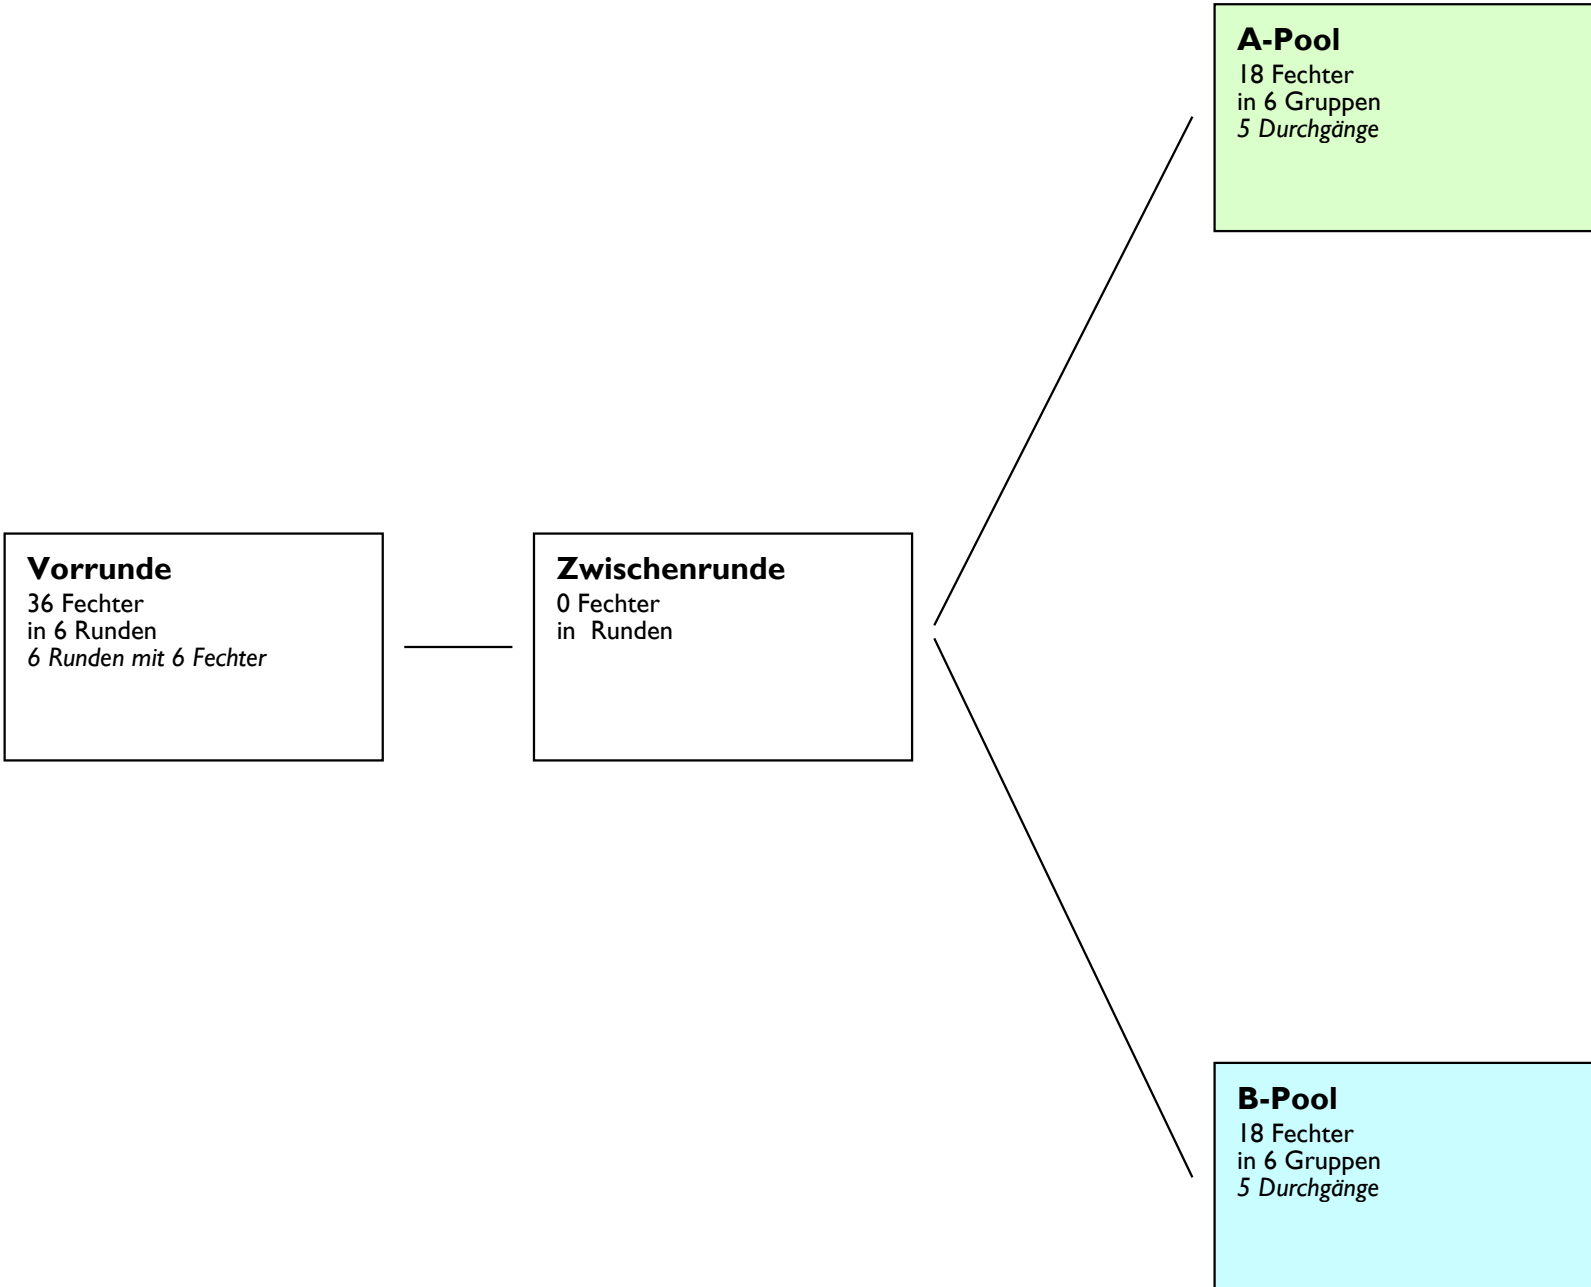 A-Pool
18 Fechter
in 6 Gruppen
5 Durchgänge
Vorrunde
36 Fechter
in 6 Runden
6 Runden mit 6 Fechter
Zwischenrunde
0 Fechter
in  Runden
B-Pool
18 Fechter
in 6 Gruppen
5 Durchgänge